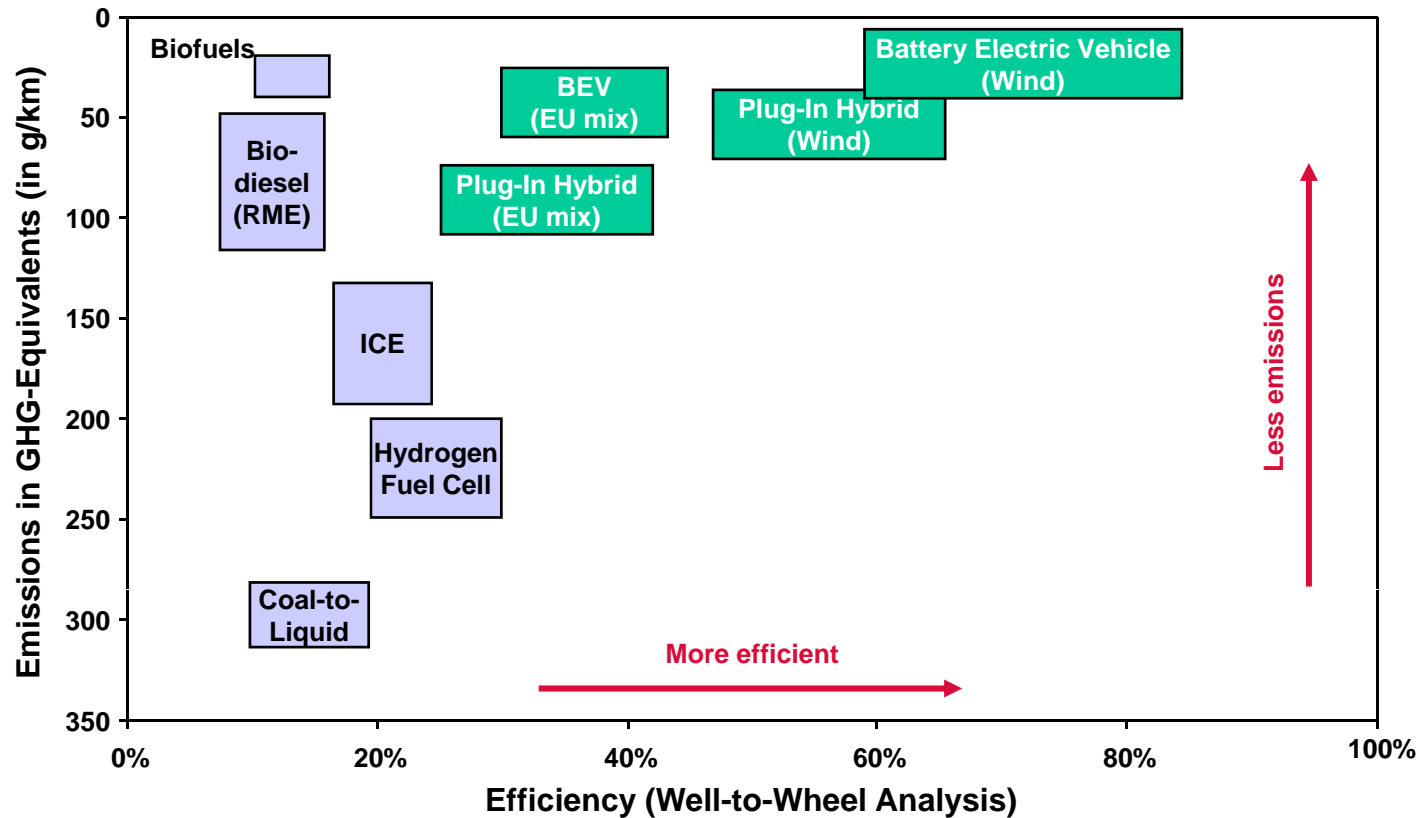 Emissions in GHG-Equivalents (in g/km)
0
50
100
150
200
250
300
350
Biofuels
Bio-
diesel
(RME)
ICE
Hydrogen
Fuel Cell
Coal-to-
Liquid
BEV
(EU mix)
Plug-In Hybrid
(EU mix)
Plug-In Hybrid
(Wind)
Battery Electric Vehicle
(Wind)
Less emissions
More efficient
0%
20%
40%
60%
80%
100%
Efficiency (Well-to-Wheel Analysis)